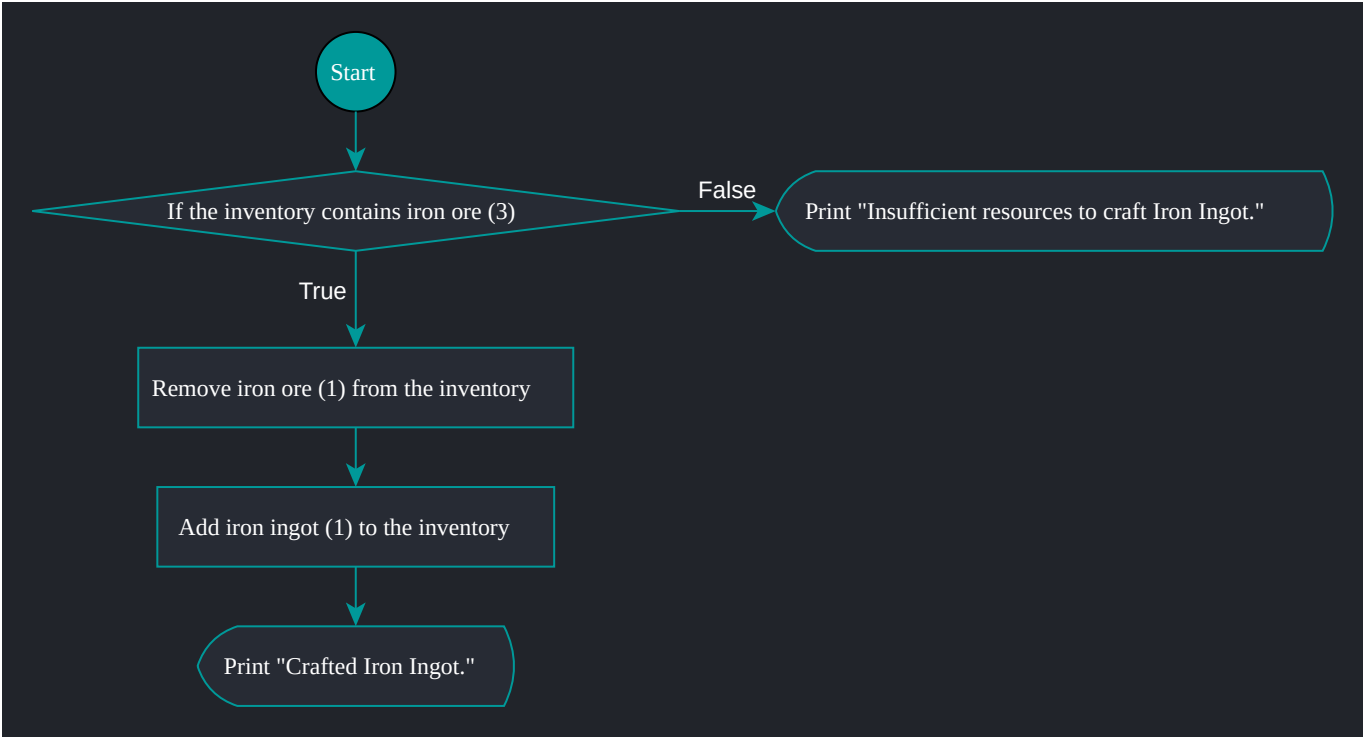 Start
If the inventory contains iron ore (3)
False
Print "Insufficient resources to craft Iron Ingot."
True
Remove iron ore (1) from the inventory
Add iron ingot (1) to the inventory
Print "Crafted Iron Ingot."